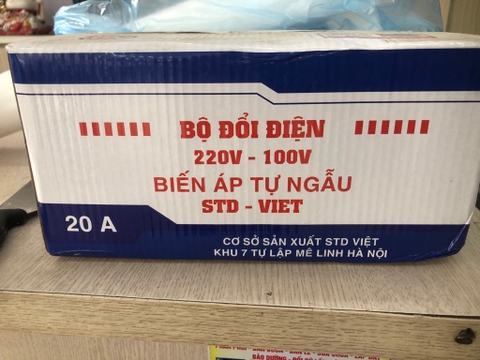 BỘ ĐỔI ĐIỆN
220V - 100V
BIẾN ÁP TỰ NGẪU
STD - VIET
20 A
CƠ SỞ SẢN XUẤT STD VIỆT
KHU 7 TỰ LẬP MÊ LINH HÀ NỘI